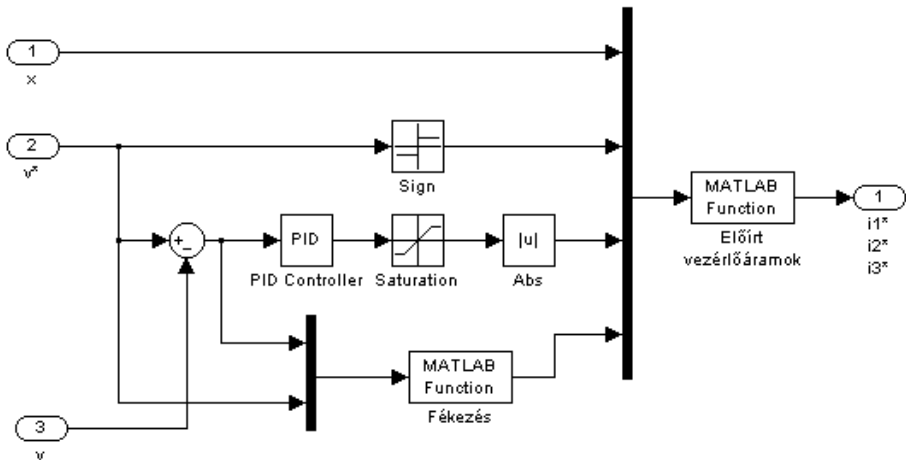 1
x
2
v*
Sign
+
−
PID
PID Controller
Saturation
|u|
Abs
MATLAB
Function
Fékezés
3
v
MATLAB
Function
Előírt
vezérlőáramok
1
i1*
i2*
i3*